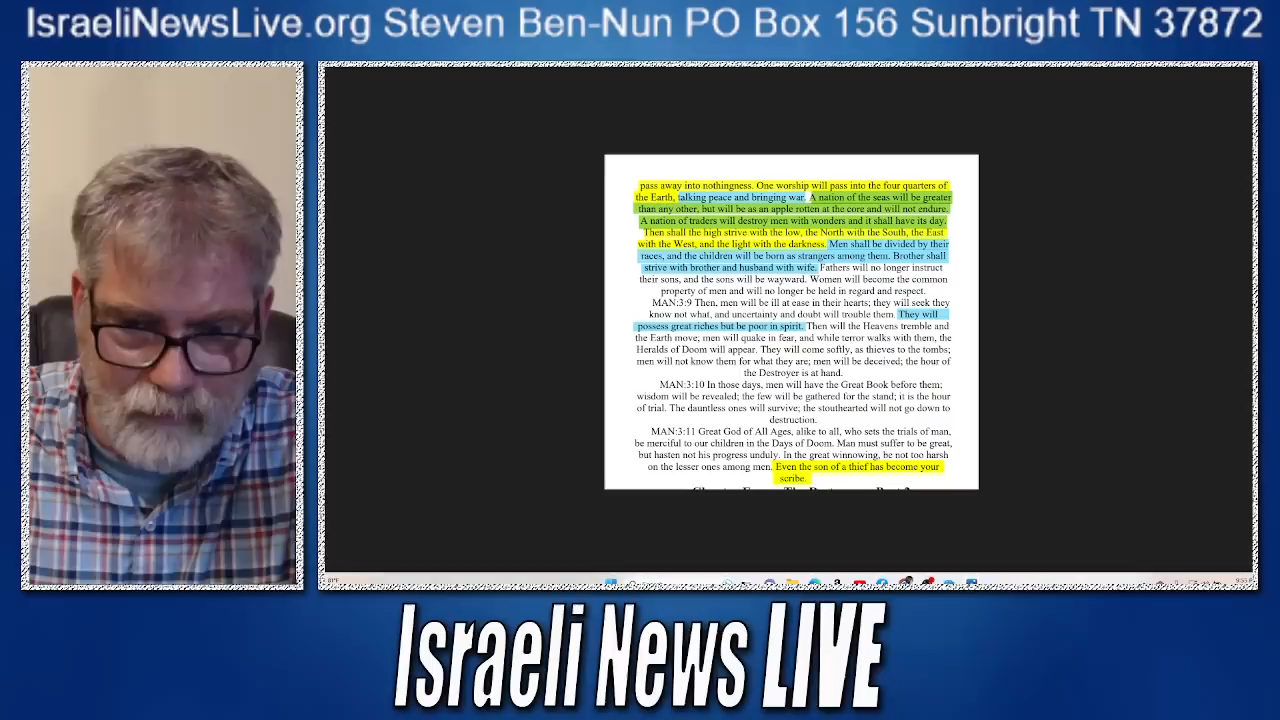 IsraeliNewsLive.org Steven Ben-Nun PO Box 156 Sunbright TN 37872
pass away into nothingness. One worship will pass into the four quarters of
the Earth, talking peace and bringing war. A nation of the seas will be greater
than any other, but will be as an apple rotten at the core and will not endure.
A nation of traders will destroy men with wonders and it shall have its day.
Then shall the high strive with the low, the North with the South, the East
with the West, and the light with the darkness. Men shall be divided by their
races, and the children will be born as strangers among them. Brother shall
strive with brother and husband with wife. Fathers will no longer instruct
their sons, and the sons will be wayward. Women will become the common
property of men and will no longer be held in regard and respect.
MAN:3:9 Then, men will be ill at ease in their hearts; they will seek they
know not what, and uncertainty and doubt will trouble them. They will
possess great riches but be poor in spirit. Then will the Heavens tremble and
the Earth move; men will quake in fear, and while terror walks with them, the
Heralds of Doom will appear. They will come softly, as thieves to the tombs;
men will not know them for what they are; men will be deceived; the hour of
the Destroyer is at hand.
MAN:3:10 In those days, men will have the Great Book before them;
wisdom will be revealed; the few will be gathered for the stand; it is the hour
of trial. The dauntless ones will survive; the stouthearted will not go down to
destruction.
MAN:3:11 Great God of All Ages, alike to all, who sets the trials of man,
be merciful to our children in the Days of Doom. Man must suffer to be great,
but hasten not his progress unduly. In the great winnowing, be not too harsh
on the lesser ones among men. Even the son of a thief has become your
scribe.
Israeli News LIVE